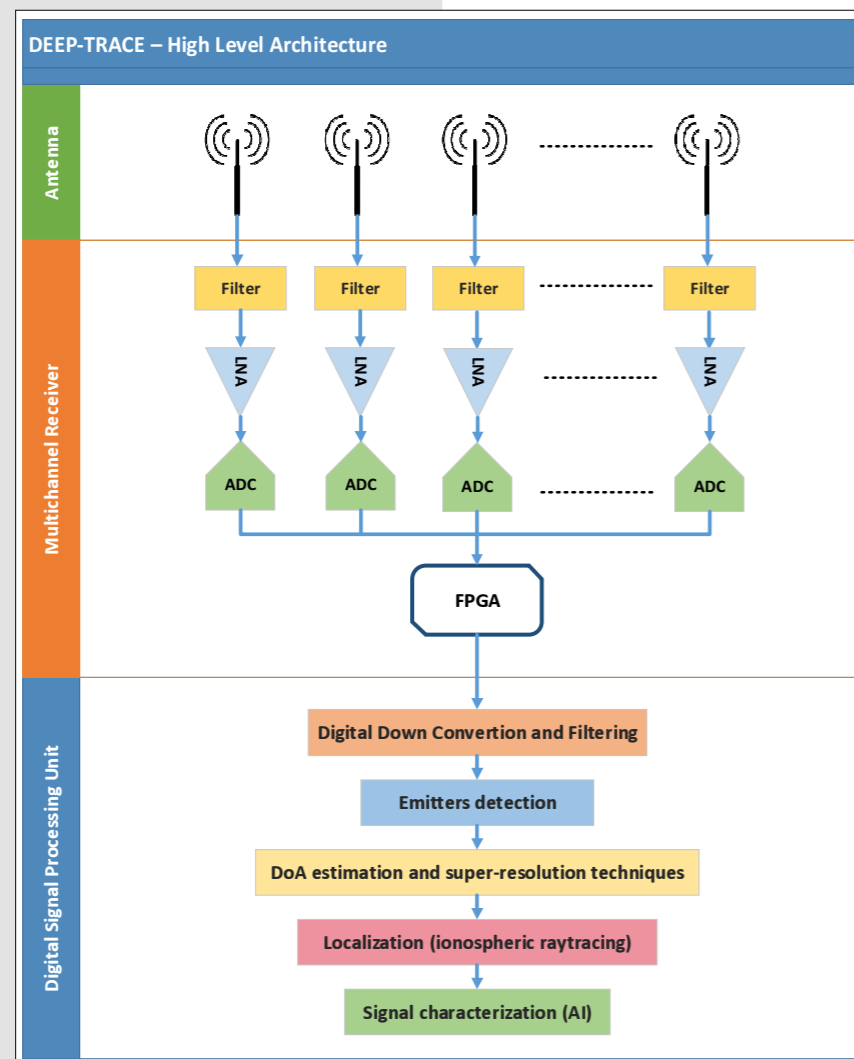 DEEP-TRACE – High Level Architecture
Antenna
Multichannel Receiver
Filter Filter Filter Filter
LNA LNA LNA LNA
ADC ADC ADC ADC
FPGA
Digital Signal Processing Unit
Digital Down Convertion and Filtering
Emitters detection
DoA estimation and super-resolution techniques
Localization (ionospheric raytracing)
Signal characterization (AI)